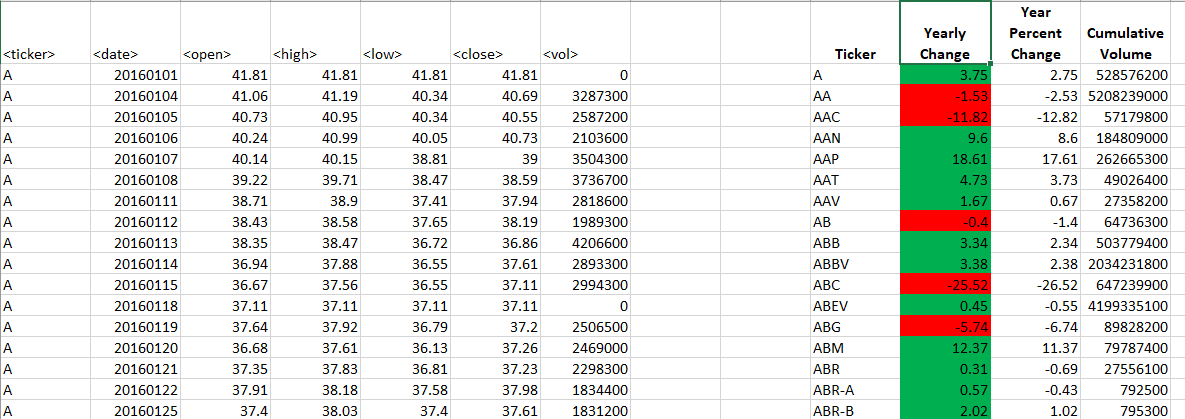 Year
Yearly Percent Cumulative
<ticker> <date> <open> <high> <low> <close> <vol> Ticker Change Change Volume
A 20160101 41.81 41.81 41.81 41.81 0 A 3.75 2.75 528576200
A 20160104 41.06 41.19 40.34 40.69 3287300 AA -1.53 -2.53 5208239000
A 20160105 40.73 40.95 40.34 40.55 2587200 AAC -11.82 -12.82 57179800
A 20160106 40.24 40.99 40.05 40.73 2103600 AAN 9.6 8.6 184809000
A 20160107 40.14 40.15 38.81 39 3504300 AAP 18.61 17.61 262665300
A 20160108 39.22 39.71 38.47 38.59 3736700 AAT 4.73 3.73 49026400
A 20160111 38.71 38.9 37.41 37.94 2818600 AAV 1.67 0.67 27358200
A 20160112 38.43 38.58 37.65 38.19 1989300 AB -0.4 -1.4 64736300
A 20160113 38.35 38.47 36.72 36.86 4206600 ABB 3.34 2.34 503779400
A 20160114 36.94 37.88 36.55 37.61 2893300 ABBV 3.38 2.38 2034231800
A 20160115 36.67 37.56 36.55 37.11 2994300 ABC -25.52 -26.52 647239900
A 20160118 37.11 37.11 37.11 37.11 0 ABEV 0.45 -0.55 4199335100
A 20160119 37.64 37.92 36.79 37.2 2506500 ABG -5.74 -6.74 89828200
A 20160120 36.68 37.61 36.13 37.26 2469000 ABM 12.37 11.37 79787400
A 20160121 37.35 37.83 36.81 37.23 2298300 ABR 0.31 -0.69 27556100
A 20160122 37.91 38.18 37.58 37.98 1834400 ABR-A 0.57 -0.43 792500
A 20160125 37.4 38.03 37.4 37.61 1831200 ABR-B 2.02 1.02 795300